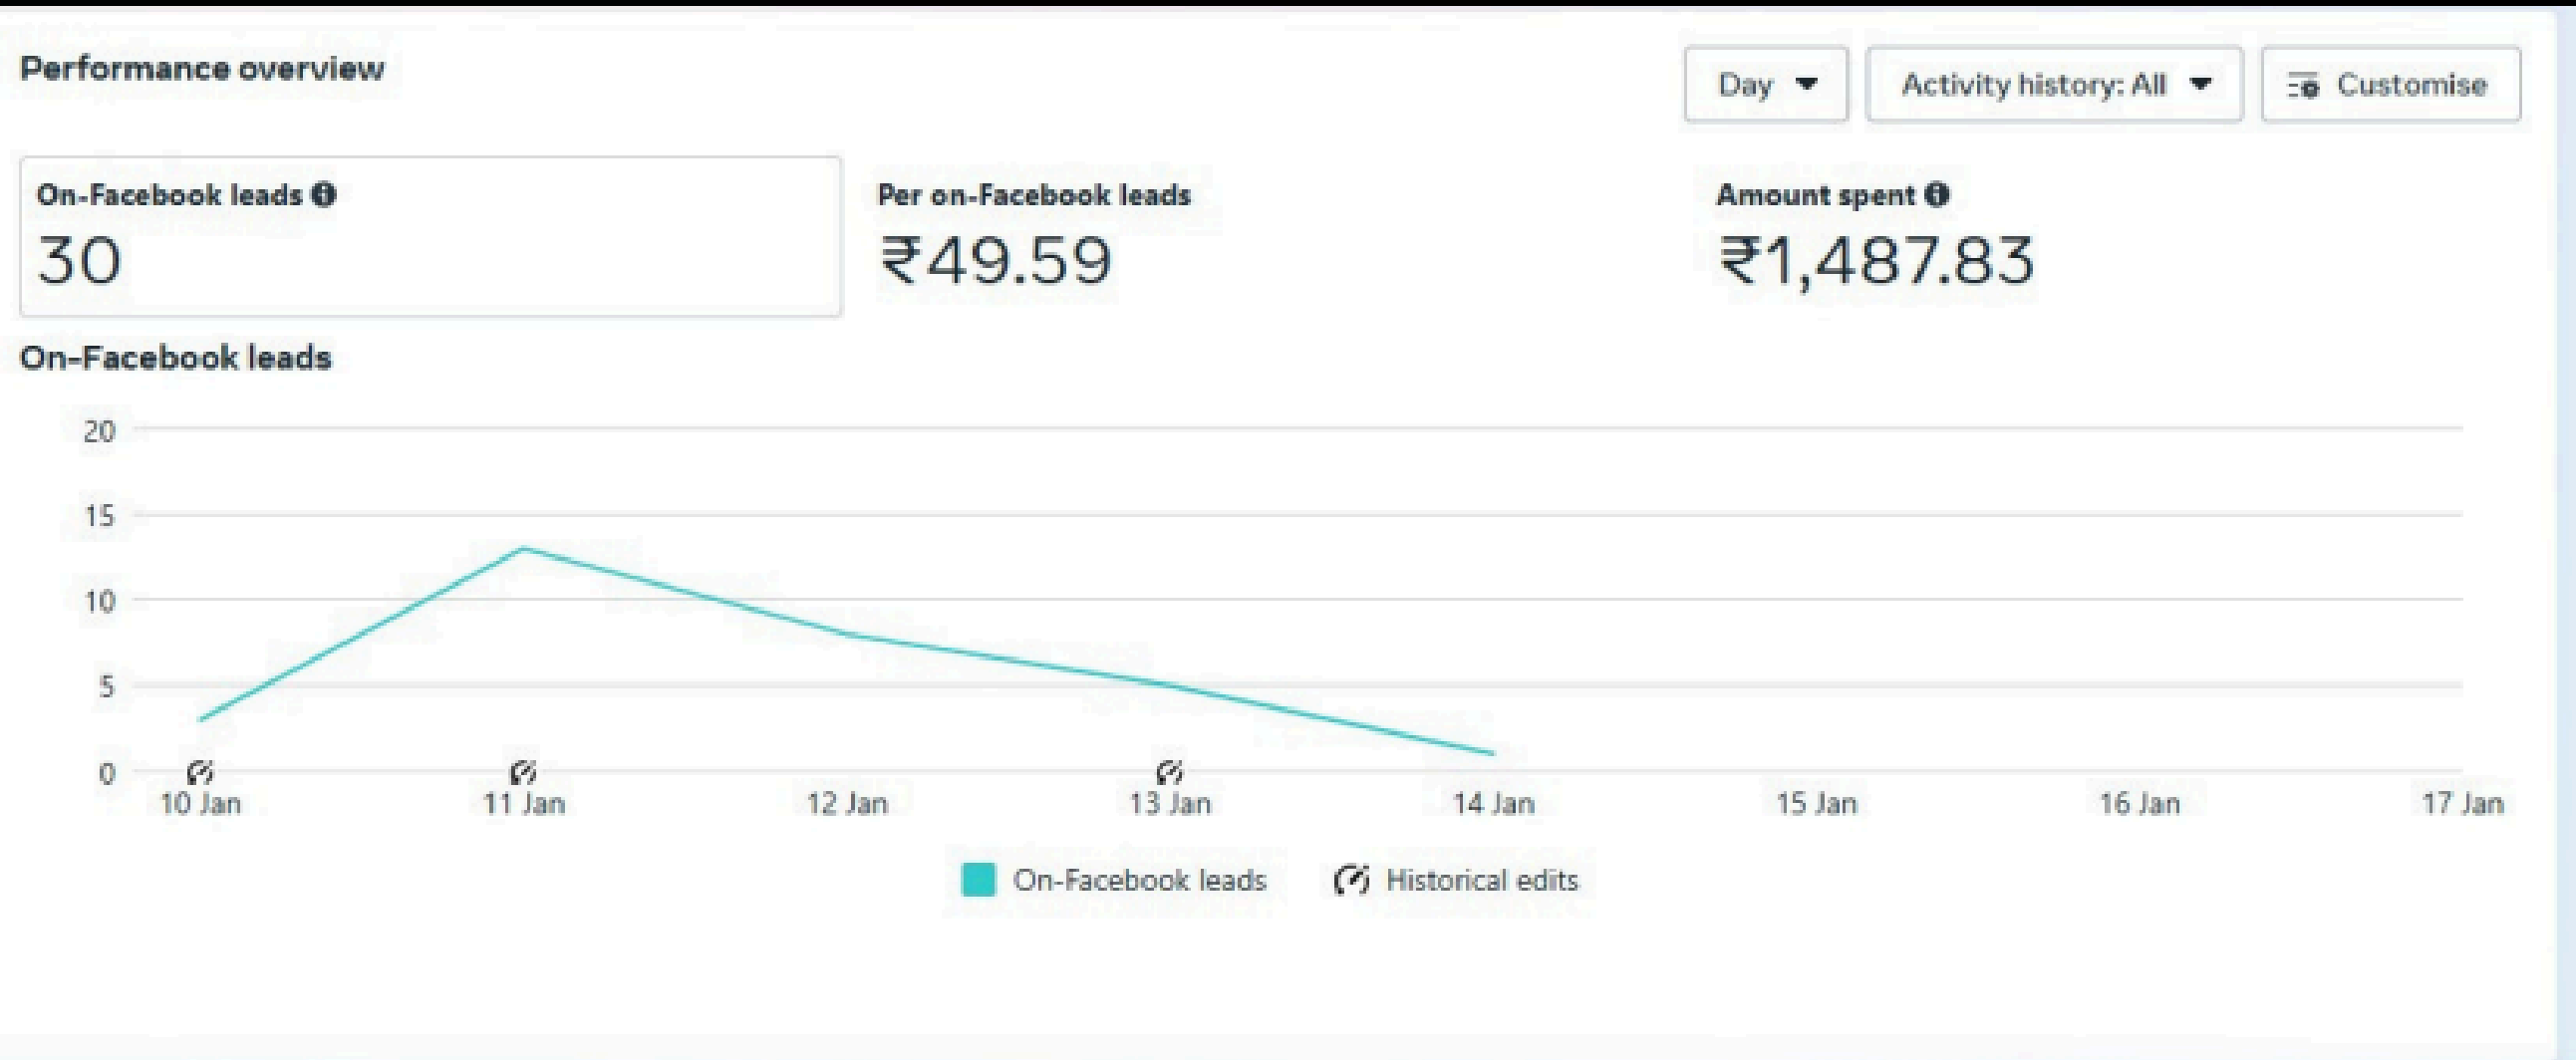 Performance overview
Day
Activity history: All
Customise
On-Facebook leads
30
Per on-Facebook leads
₹49.59
Amount spent
₹1,487.83
On-Facebook leads
20
15
10
5
0
10 Jan 11 Jan 12 Jan 13 Jan 14 Jan 15 Jan 16 Jan 17 Jan
On-Facebook leads Historical edits